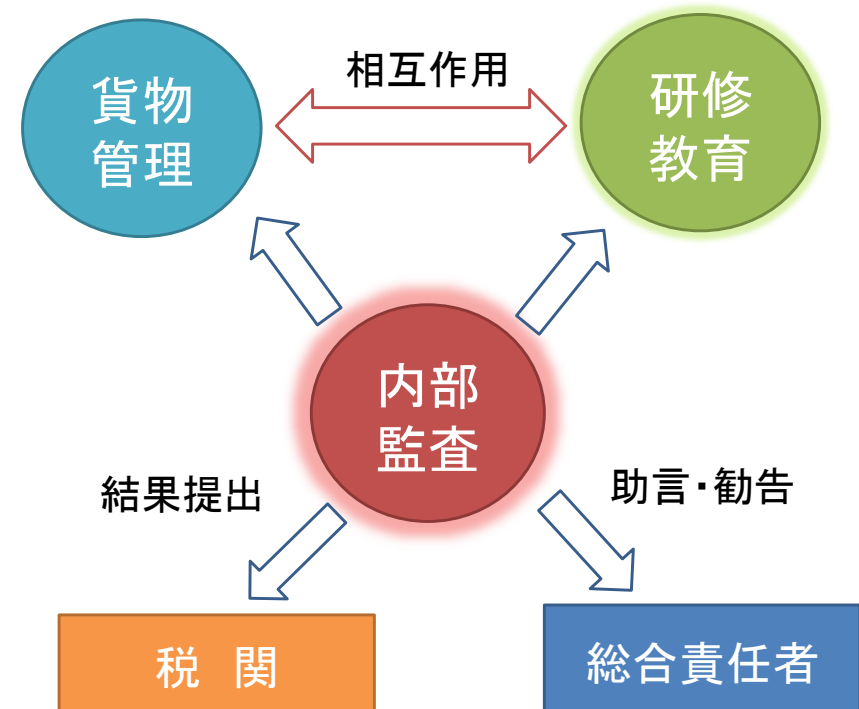 相互作用
貨物
管理
研修
教育
内部
監査
結果提出
助言・勧告
税　関
総合責任者